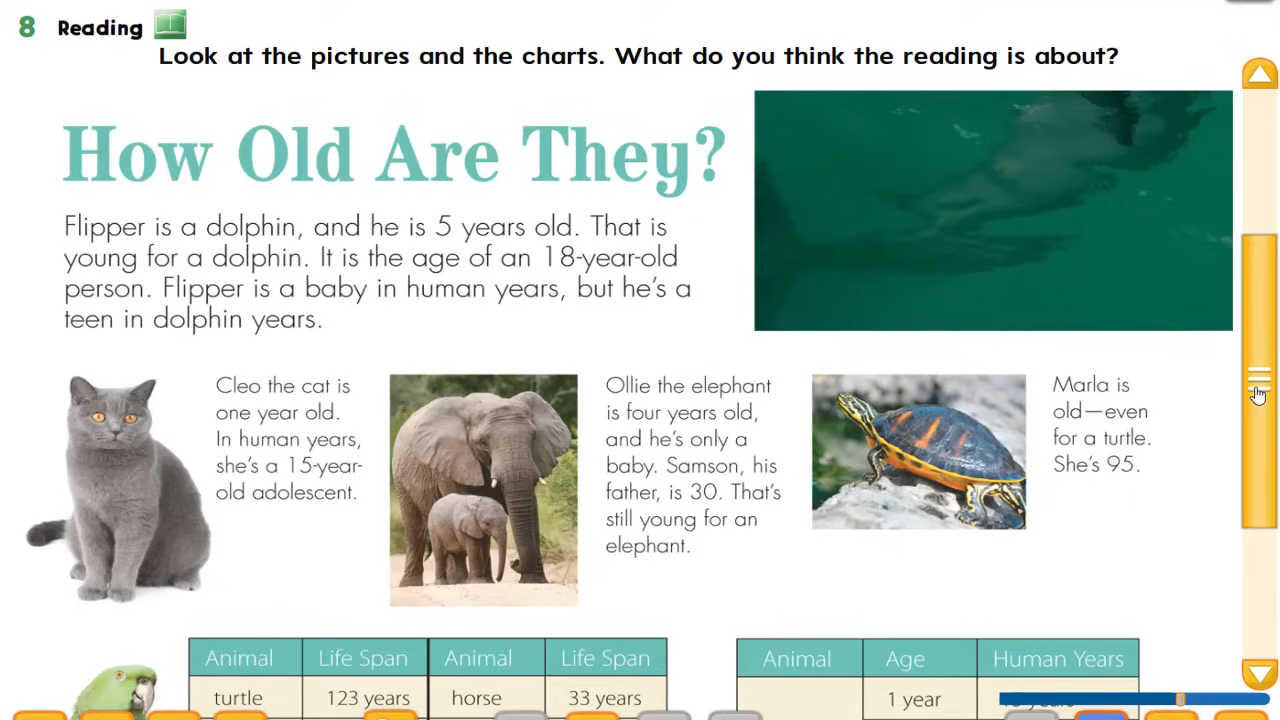 8 Reading
Look at the pictures and the charts. What do you think the reading is about?
How Old Are They?
Flipper is a dolphin, and he is 5 years old. That is
young for a dolphin. It is the age of an 18-year-old
person. Flipper is a baby in human years, but he's a
teen in dolphin years.
Cleo the cat is
one year old.
In human years,
she's a 15-year-
old adolescent.
Ollie the elephant
is four years old,
and he's only a
baby. Samson, his
father, is 30. That's
still young for an
elephant.
Marla is
old—even
for a turtle.
She's 95.
Animal Life Span Animal Life Span
turtle 123 years horse 33 years
Animal Age Human Years
1 year